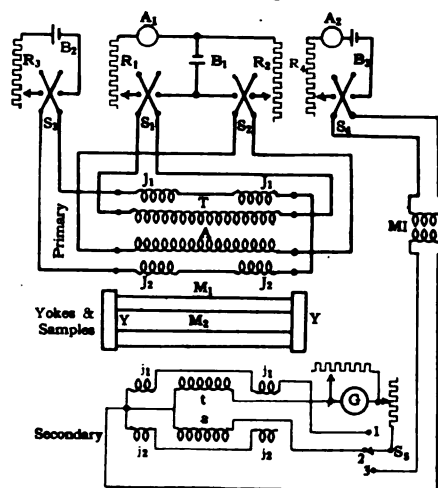 A₁ A₂
R₃ B₂ R₁ B₁ R₂ R₄ B₃
S₃ S₁ S₂ S₄
j₁ j₁
T
Primary
A
MI
J₂ J₂
M₁
Yokes &
Samples
Y M₂ Y
j₁ t j₁ G
Secondary
a
1
2 S₅
j₂ j₂
3